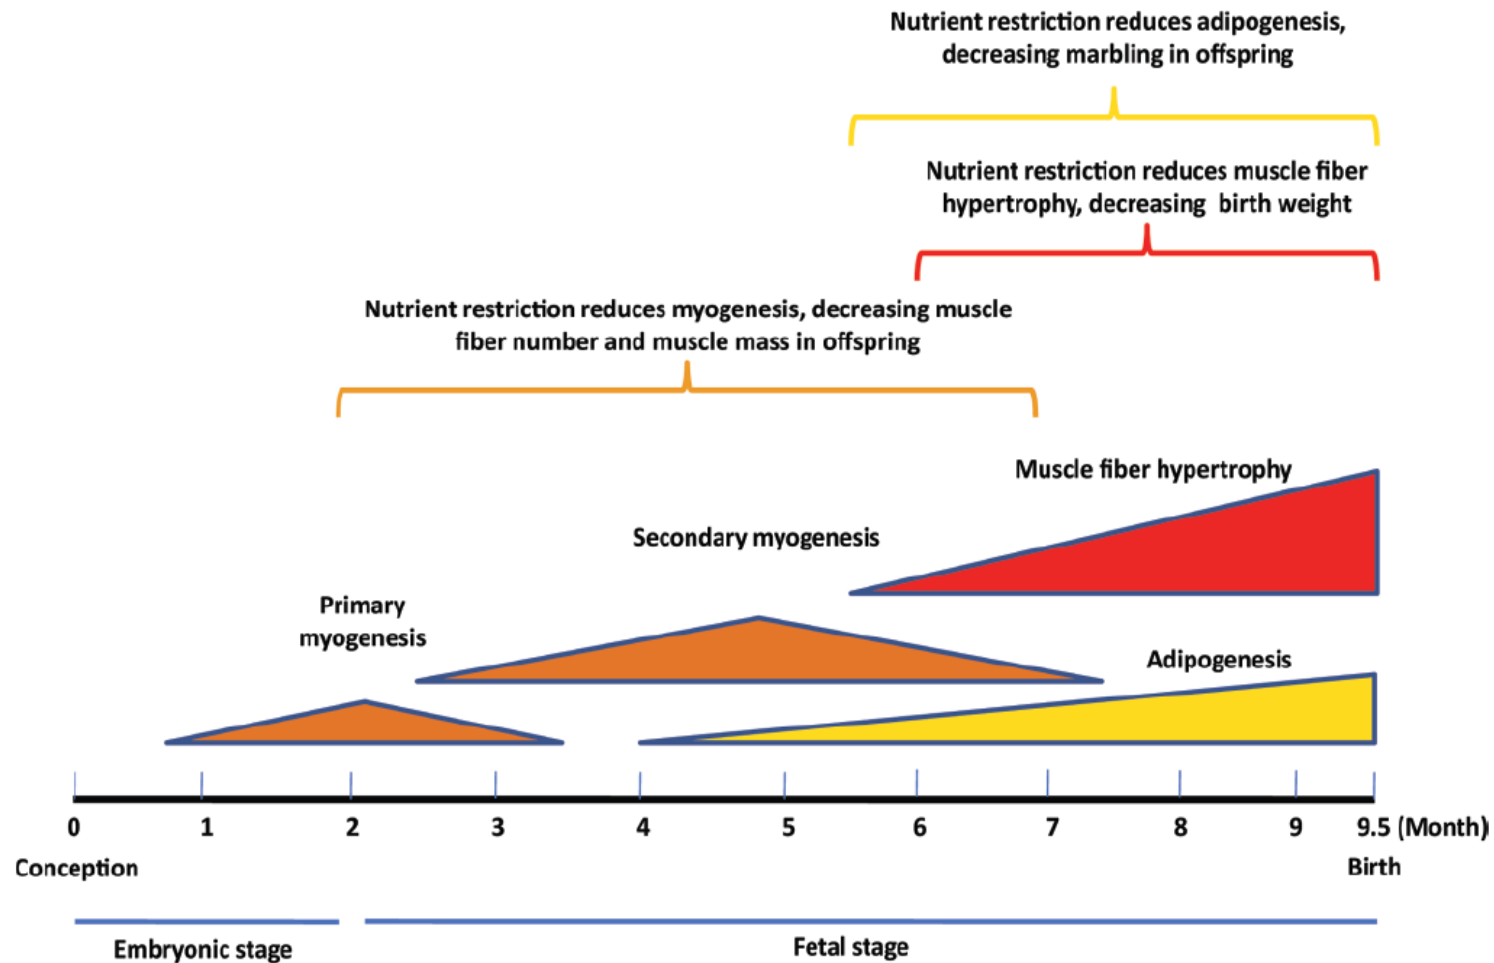 Nutrient restriction reduces adipogenesis,
decreasing marbling in offspring
Nutrient restriction reduces muscle fiber
hypertrophy, decreasing birth weight
Nutrient restriction reduces myogenesis, decreasing muscle
fiber number and muscle mass in offspring
Muscle fiber hypertrophy
Secondary myogenesis
Primary
myogenesis
Adipogenesis
0 1 2 3 4 5 6 7 8 9 9.5 (Month)
Conception Birth
Embryonic stage Fetal stage